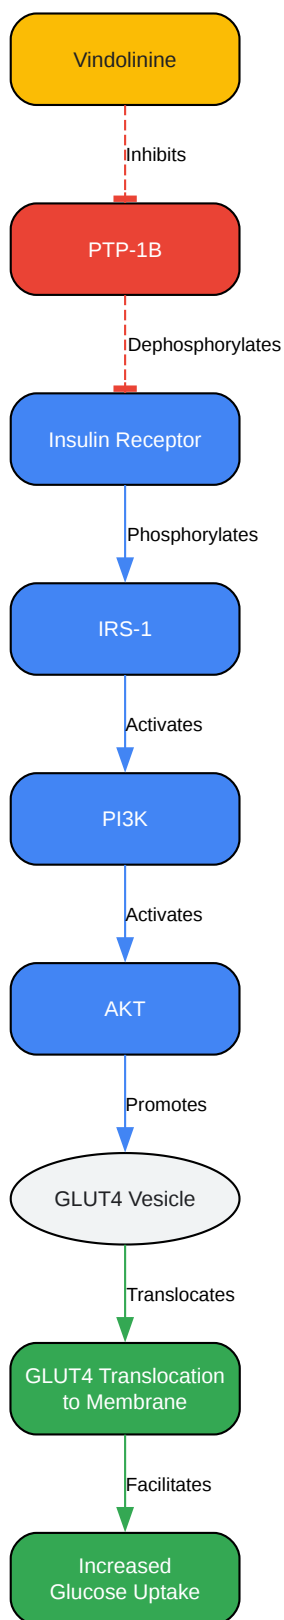 Vindolinine
Inhibits
PTP-1B
Dephosphorylates
Insulin Receptor
Phosphorylates
IRS-1
Activates
PI3K
Activates
AKT
Promotes
GLUT4 Vesicle
Translocates
GLUT4 Translocation
to Membrane
Facilitates
Increased
Glucose Uptake